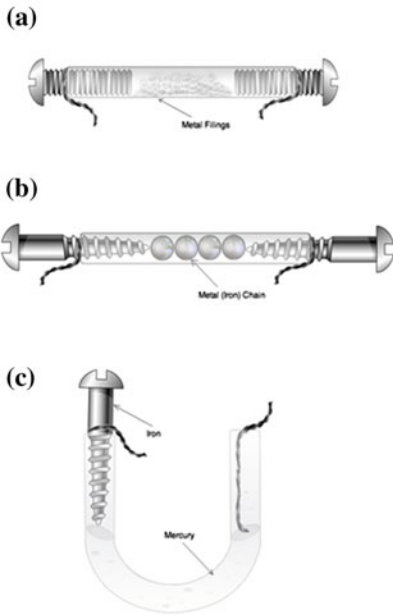 (a)
Metal Filings
(b)
Metal (Iron) Chain
(c)
Iron
Mercury